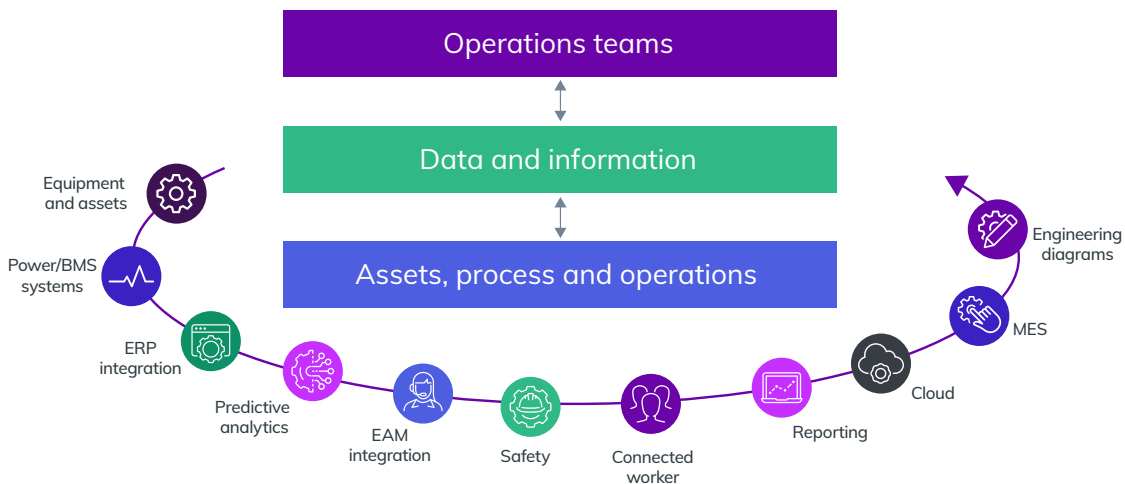 Operations teams
Data and information
Assets, process and operations
Equipment
and assets
Power/BMS
systems
ERP
integration
Predictive
analytics
EAM
integration
Safety
Connected
worker
Reporting
Cloud
MES
Engineering
diagrams